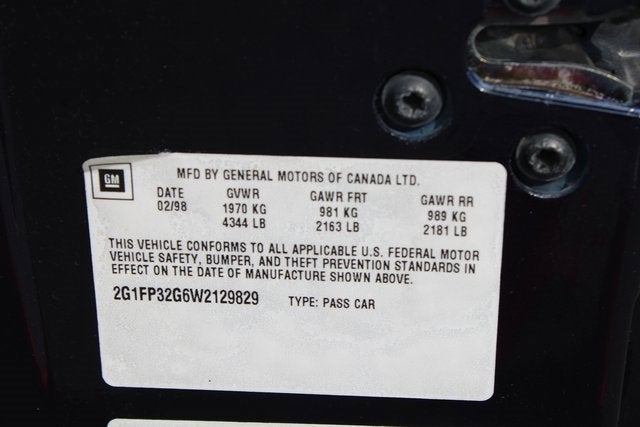 GM
MFD BY GENERAL MOTORS OF CANADA LTD.
DATE GVWR GAWR FRT GAWR RR
02/98 1970 KG 981 KG 989 KG
4344 LB 2163 LB 2181 LB
THIS VEHICLE CONFORMS TO ALL APPLICABLE U.S. FEDERAL MOTOR
VEHICLE SAFETY, BUMPER, AND THEFT PREVENTION STANDARDS IN
EFFECT ON THE DATE OF MANUFACTURE SHOWN ABOVE.
2G1FP32G6W2129829 TYPE: PASS CAR